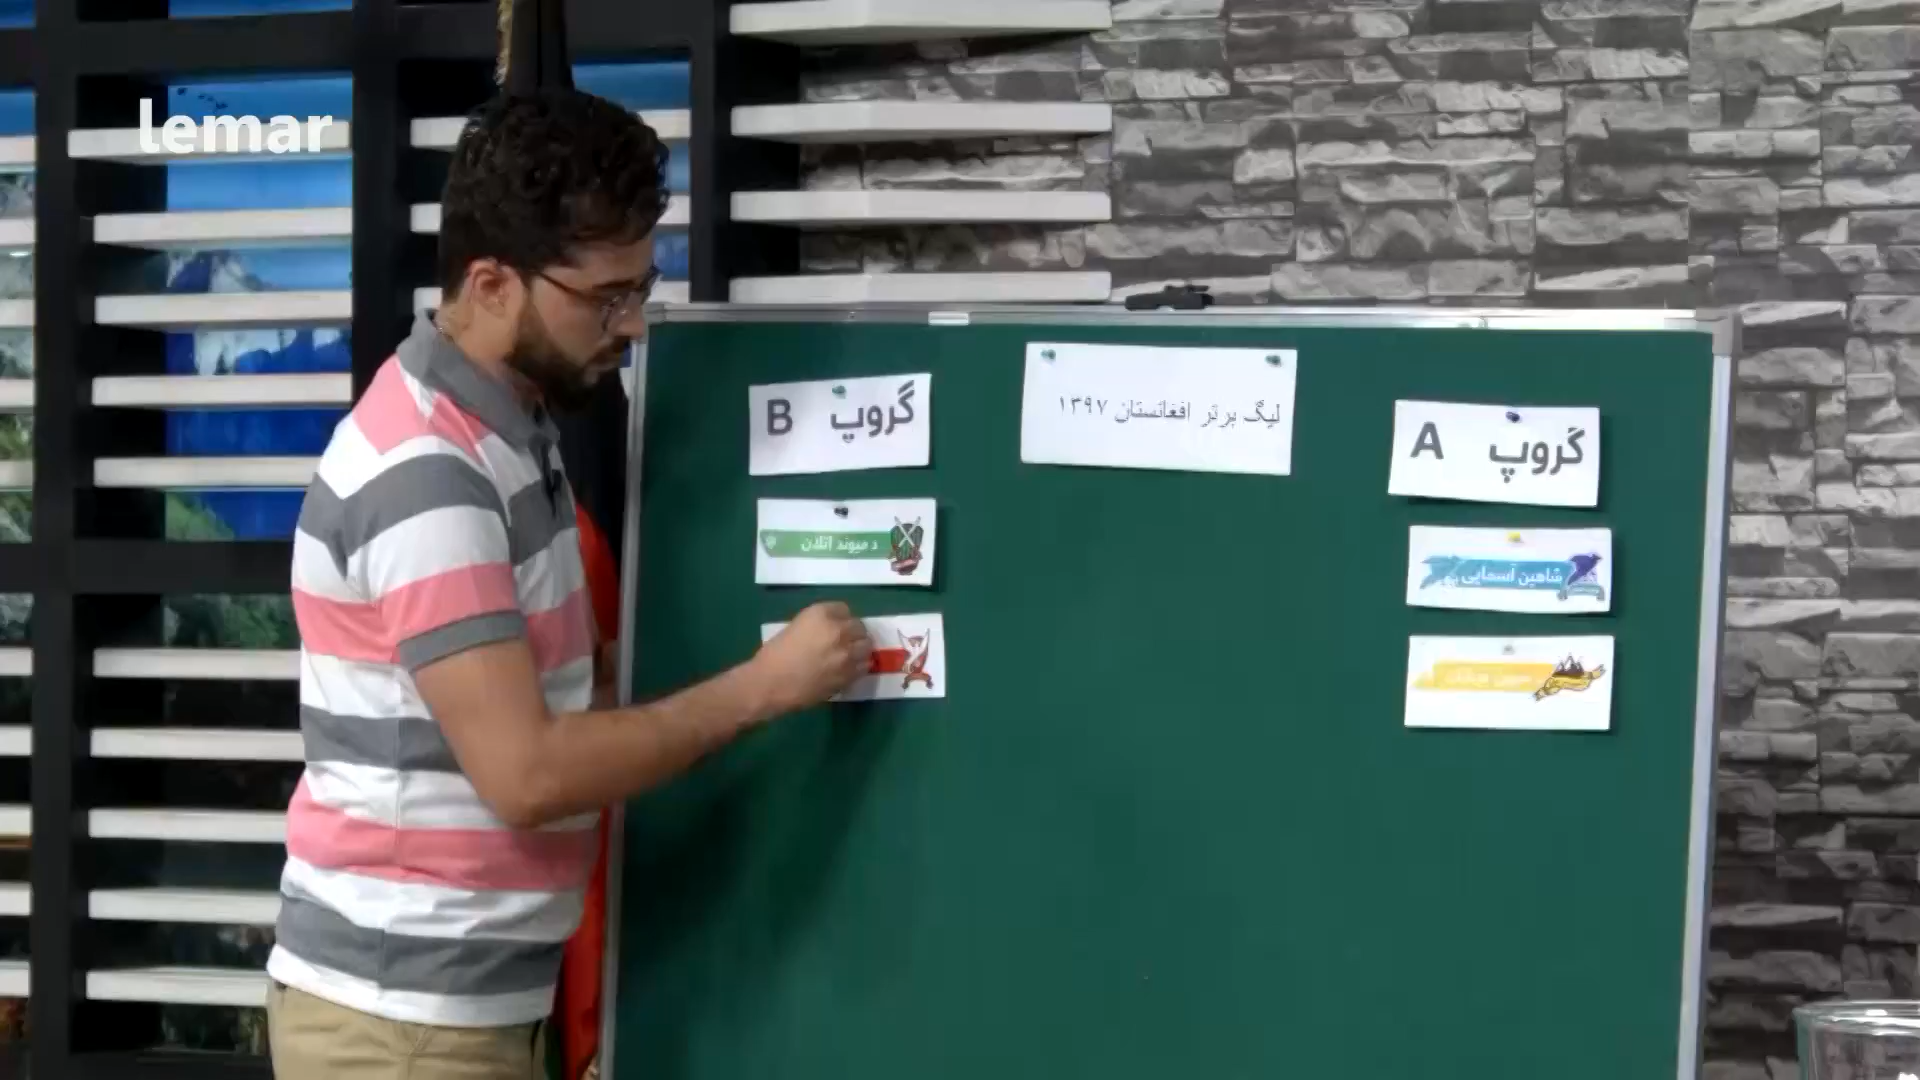 lemar
لیگ برتر افغانستان ۱۳۹۷
گروپ A
شاهین آسمایی
گروپ B
د میوند اتلان